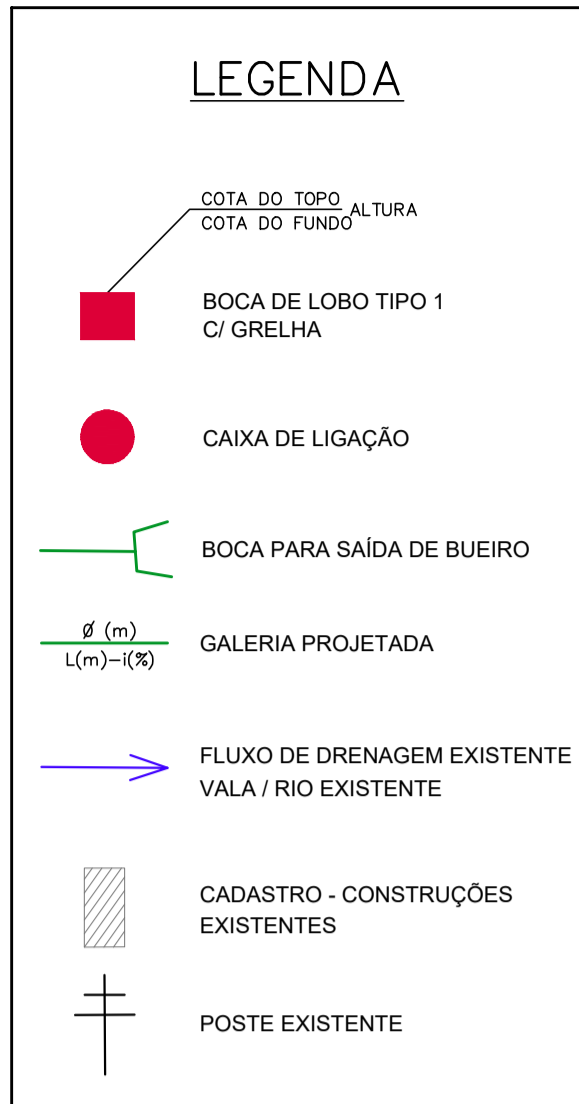 LEGENDA
COTA DO TOPO
COTA DO FUNDO
ALTURA
BOCA DE LOBO TIPO 1
C/ GRELHA
CAIXA DE LIGAÇÃO
BOCA PARA SAÍDA DE BUEIRO
Ø (m)
L(m)-i(%)
GALERIA PROJETADA
FLUXO DE DRENAGEM EXISTENTE
VALA / RIO EXISTENTE
CADASTRO - CONSTRUÇÕES
EXISTENTES
POSTE EXISTENTE